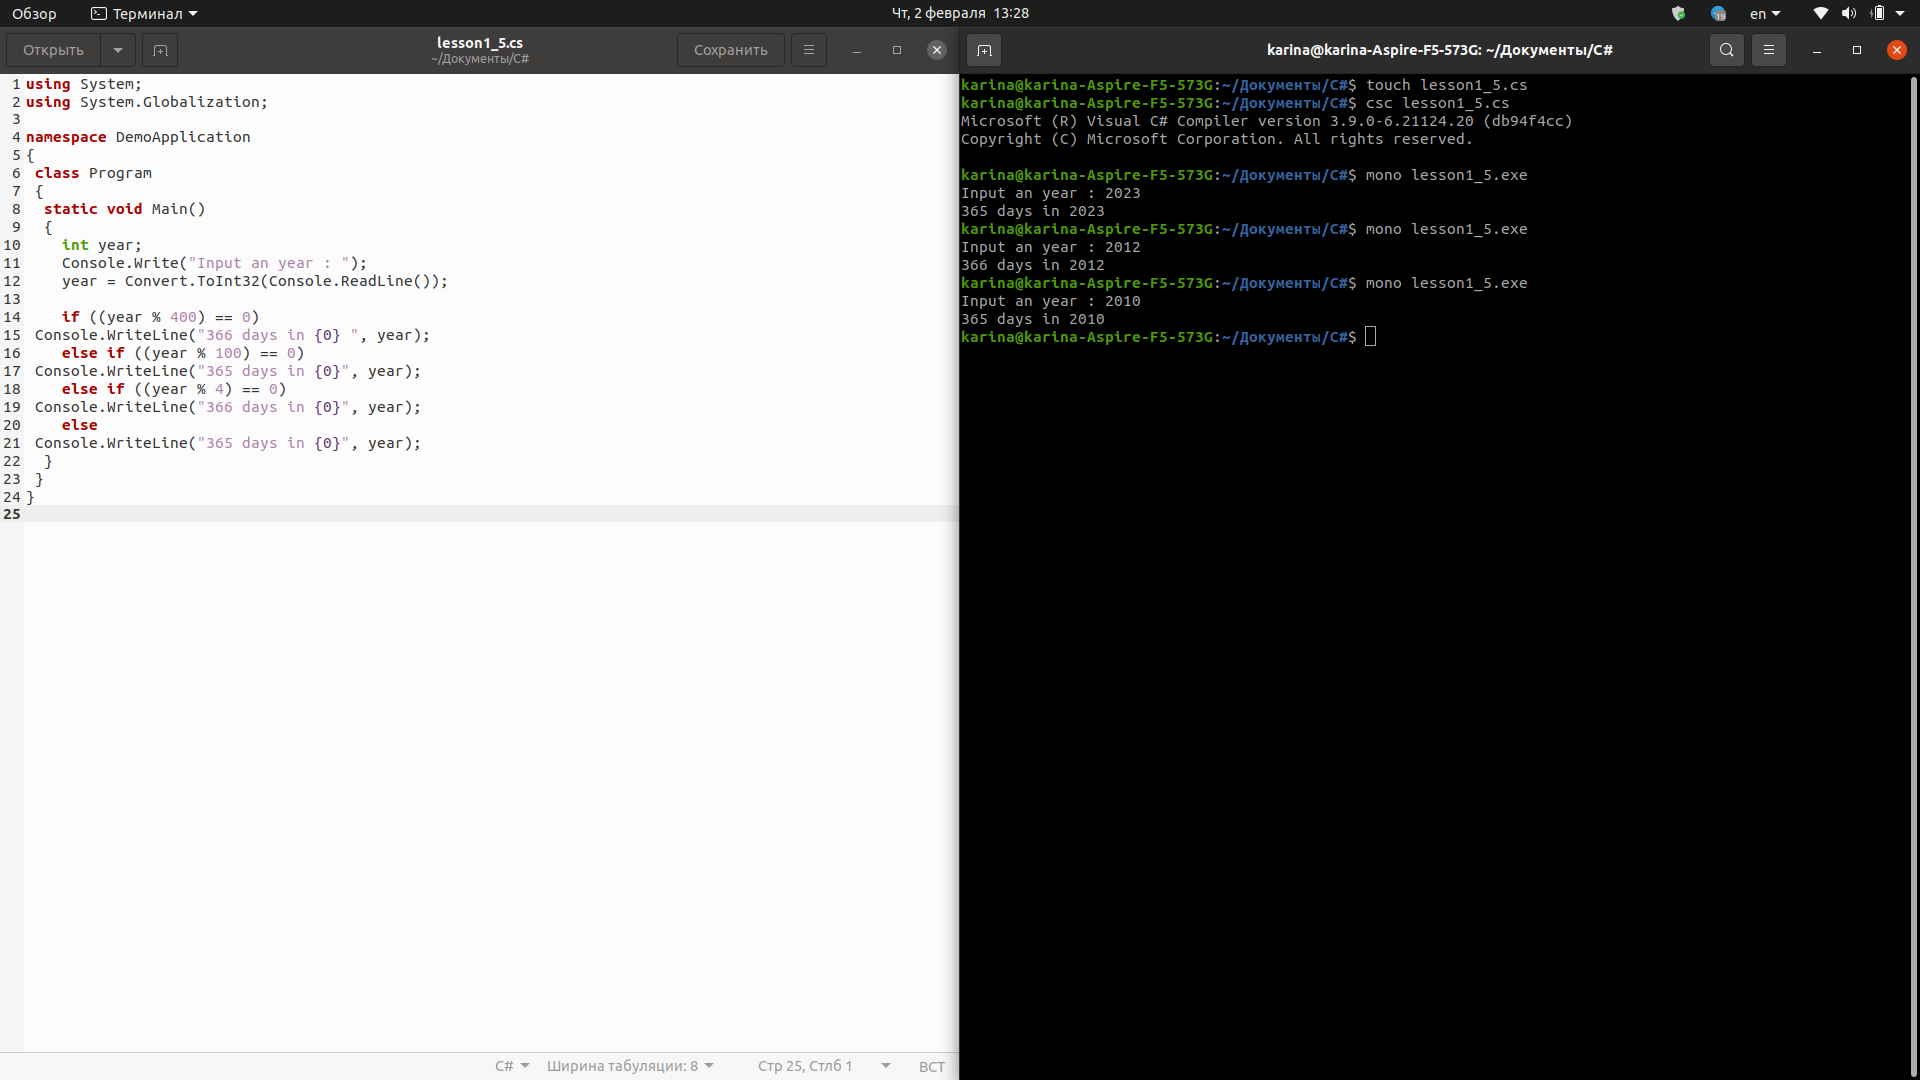 Обзор
Терминал
Чт, 2 февраля 13:28
en
Открыть
lesson1_5.cs
~/Документы/C#
Сохранить
1 using System;
2 using System.Globalization;
3
4 namespace DemoApplication
5 {
6 class Program
7 {
8 static void Main()
9 {
10 int year;
11 Console.Write("Input an year : ");
12 year = Convert.ToInt32(Console.ReadLine());
13
14 if ((year % 400) == 0)
15 Console.WriteLine("366 days in {0} ", year);
16 else if ((year % 100) == 0)
17 Console.WriteLine("365 days in {0}", year);
18 else if ((year % 4) == 0)
19 Console.WriteLine("366 days in {0}", year);
20 else
21 Console.WriteLine("365 days in {0}", year);
22 }
23 }
24 }
25
C#
Ширина табуляции: 8
Стр 25, Стлб 1
ВСТ
karina@karina-Aspire-F5-573G: ~/Документы/C#
karina@karina-Aspire-F5-573G:~/Документы/C#$ touch lesson1_5.cs
karina@karina-Aspire-F5-573G:~/Документы/C#$ csc lesson1_5.cs
Microsoft (R) Visual C# Compiler version 3.9.0-6.21124.20 (db94f4cc)
Copyright (C) Microsoft Corporation. All rights reserved.
karina@karina-Aspire-F5-573G:~/Документы/C#$ mono lesson1_5.exe
Input an year : 2023
365 days in 2023
karina@karina-Aspire-F5-573G:~/Документы/C#$ mono lesson1_5.exe
Input an year : 2012
366 days in 2012
karina@karina-Aspire-F5-573G:~/Документы/C#$ mono lesson1_5.exe
Input an year : 2010
365 days in 2010
karina@karina-Aspire-F5-573G:~/Документы/C#$